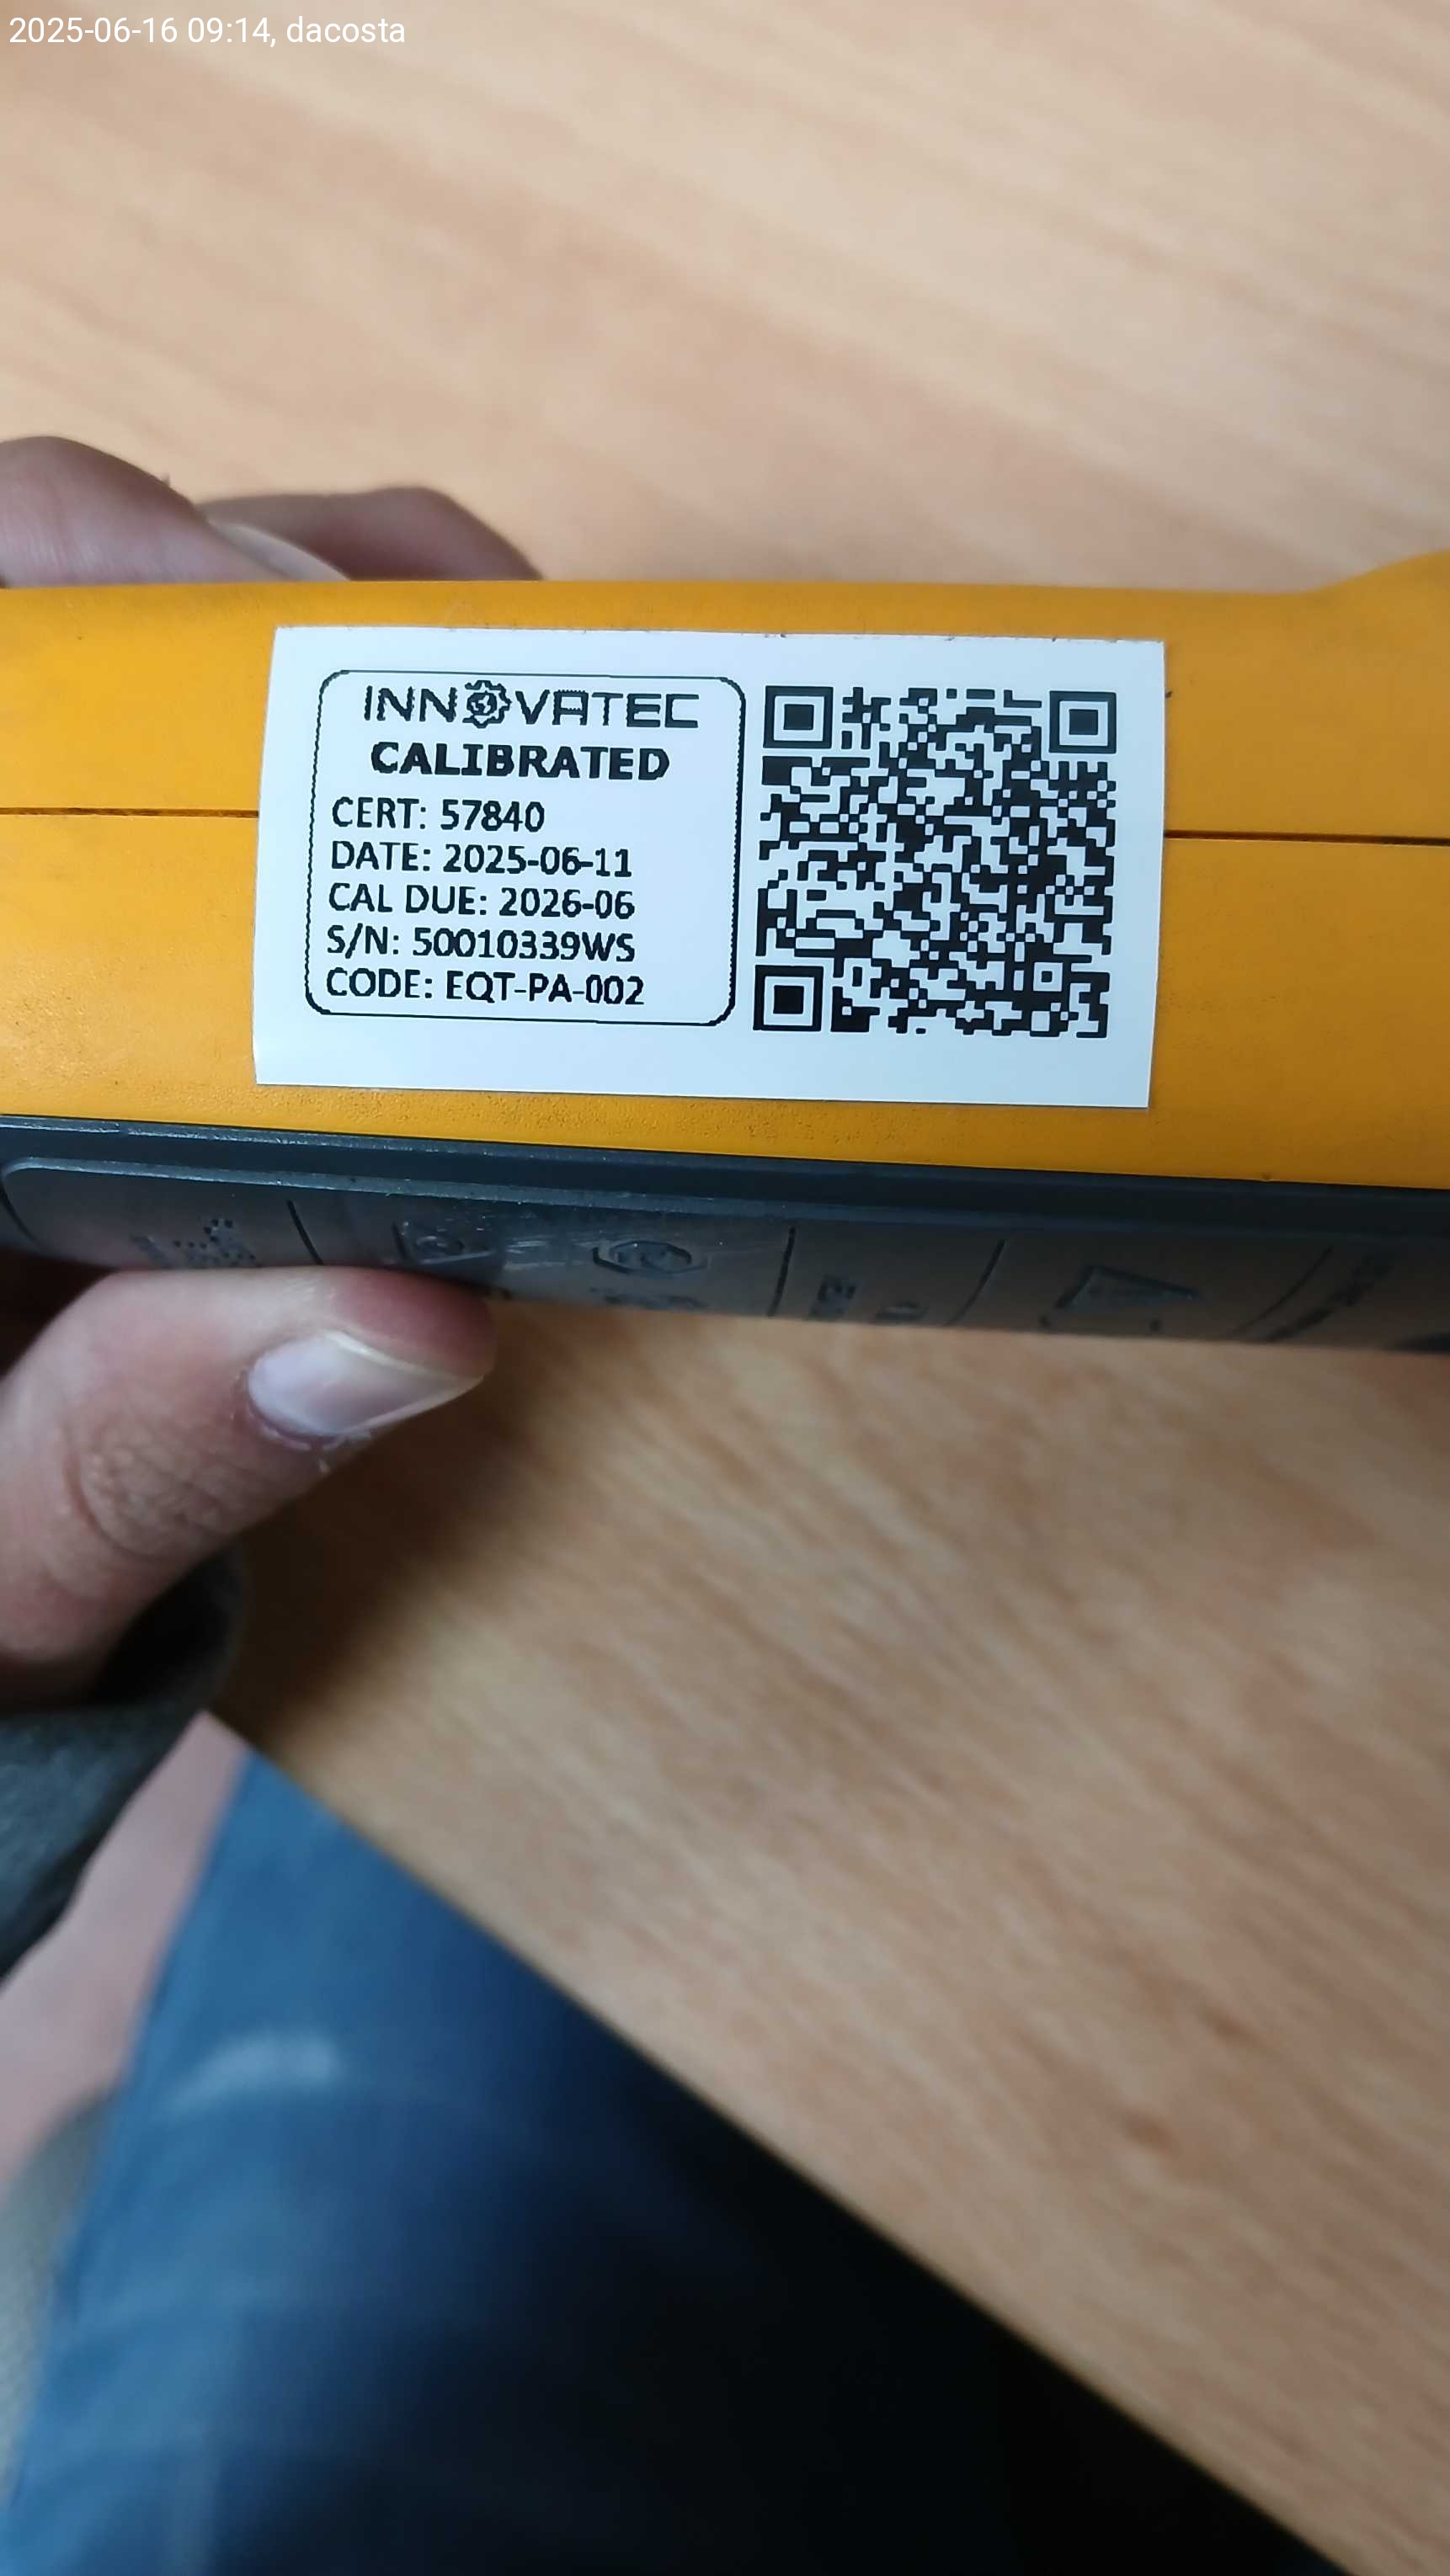 2025-06-16 09:14, dacosta
INNOVATEC
CALIBRATED
CERT: 57840
DATE: 2025-06-11
CAL DUE: 2026-06
S/N: 50010339WS
CODE: EQT-PA-002